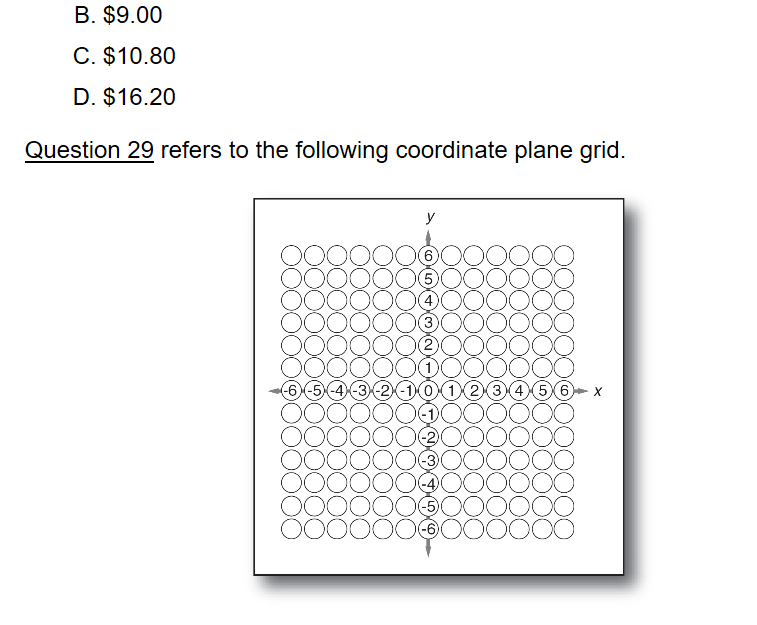 B. $9.00
C. $10.80
D. $16.20
Question 29 refers to the following coordinate plane grid.
y
6
5
4
3
2
1
-6 -5 -4 -3 -2 -1 0 1 2 3 4 5 6 x
-1
-2
-3
-4
-5
-6